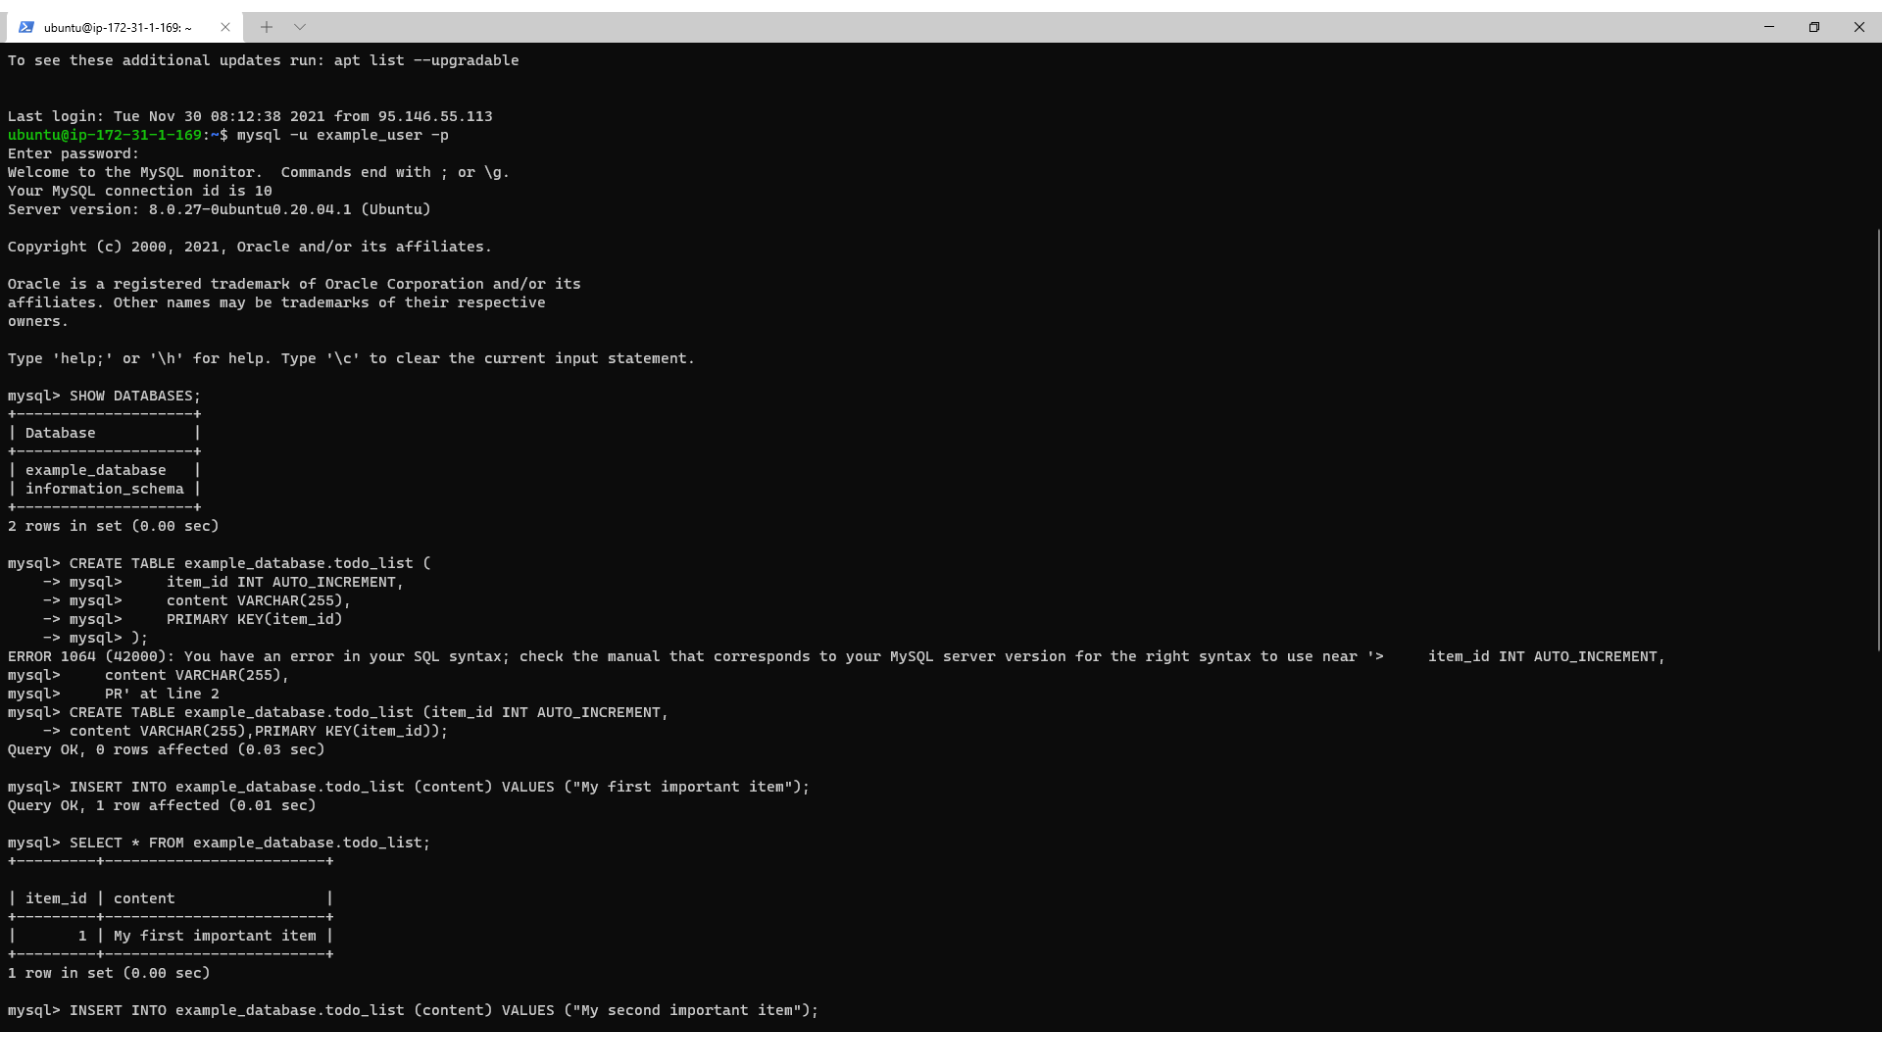 ubuntu@ip-172-31-1-169: ~
To see these additional updates run: apt list --upgradable
Last login: Tue Nov 30 08:12:38 2021 from 95.146.55.113
ubuntu@ip-172-31-1-169:~$ mysql -u example_user -p
Enter password:
Welcome to the MySQL monitor.  Commands end with ; or \g.
Your MySQL connection id is 10
Server version: 8.0.27-0ubuntu0.20.04.1 (Ubuntu)
Copyright (c) 2000, 2021, Oracle and/or its affiliates.
Oracle is a registered trademark of Oracle Corporation and/or its
affiliates. Other names may be trademarks of their respective
owners.
Type 'help;' or '\h' for help. Type '\c' to clear the current input statement.
mysql> SHOW DATABASES;
+--------------------+
| Database           |
+--------------------+
| example_database   |
| information_schema |
+--------------------+
2 rows in set (0.00 sec)
mysql> CREATE TABLE example_database.todo_list (
    -> mysql>     item_id INT AUTO_INCREMENT,
    -> mysql>     content VARCHAR(255),
    -> mysql>     PRIMARY KEY(item_id)
    -> mysql> );
ERROR 1064 (42000): You have an error in your SQL syntax; check the manual that corresponds to your MySQL server version for the right syntax to use near '>     item_id INT AUTO_INCREMENT,
mysql>     content VARCHAR(255),
mysql>     PR' at line 2
mysql> CREATE TABLE example_database.todo_list (item_id INT AUTO_INCREMENT,
    -> content VARCHAR(255),PRIMARY KEY(item_id));
Query OK, 0 rows affected (0.03 sec)
mysql> INSERT INTO example_database.todo_list (content) VALUES ("My first important item");
Query OK, 1 row affected (0.01 sec)
mysql> SELECT * FROM example_database.todo_list;
+---------+-------------------------+
| item_id | content                 |
+---------+-------------------------+
|       1 | My first important item |
+---------+-------------------------+
1 row in set (0.00 sec)
mysql> INSERT INTO example_database.todo_list (content) VALUES ("My second important item");